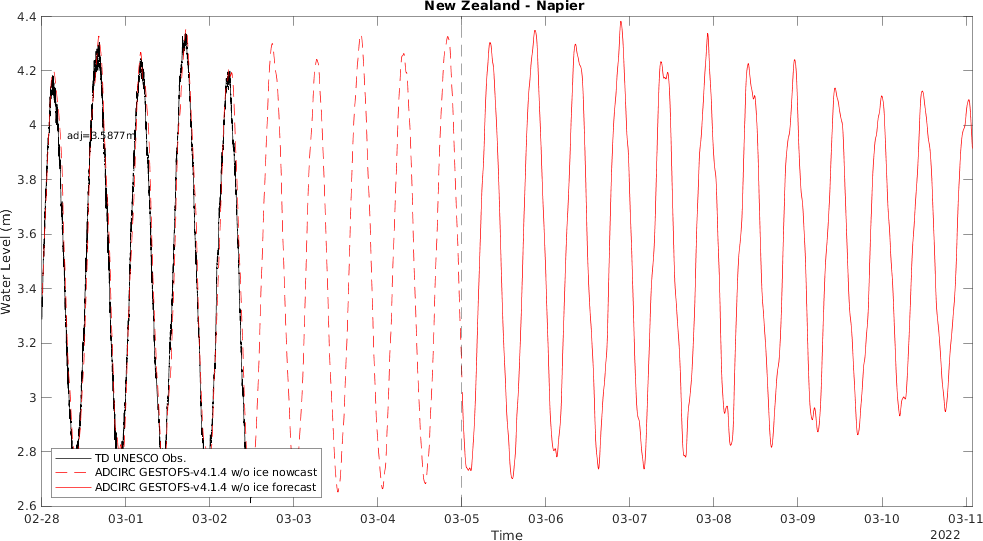 New Zealand - Napier
4.4
4.2
4
3.8
3.6
3.4
3.2
3
2.8
2.6
Water Level (m)
adj=3.5877m
TD UNESCO Obs.
ADCIRC GESTOFS-v4.1.4 w/o ice nowcast
ADCIRC GESTOFS-v4.1.4 w/o ice forecast
02-28 03-01 03-02 03-03 03-04 03-05 03-06 03-07 03-08 03-09 03-10 03-11
Time
2022